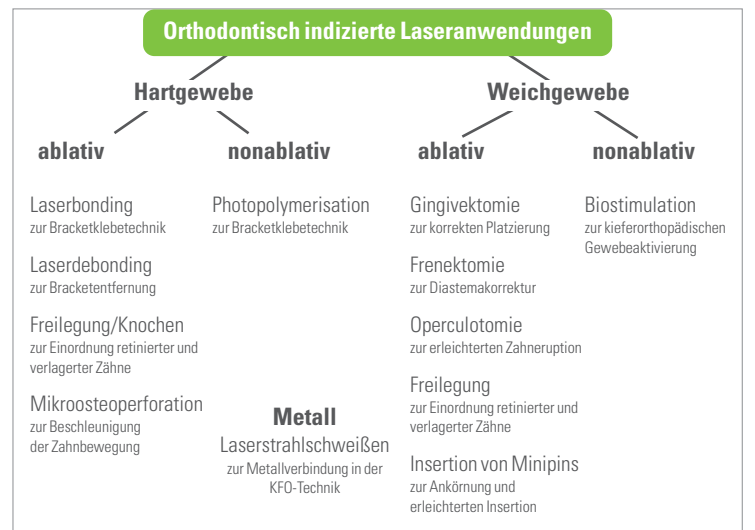 Orthodontisch indizierte Laseranwendungen
Hartgewebe
Weichgewebe
ablativ
nonablativ
ablativ
nonablativ
Laserbonding
zur Bracketklebetechnik
Laserdebonding
zur Bracketentfernung
Freilegung/Knochen
zur Einordnung retinierter und
verlagerter Zähne
Mikroosteoperforation
zur Beschleunigung
der Zahnbewegung
Photopolymerisation
zur Bracketklebetechnik
Metall
Laserstrahlschweißen
zur Metallverbindung in der
KFO-Technik
Gingivektomie
zur korrekten Platzierung
Frenektomie
zur Diastemakorrektur
Operculotomie
zur erleichterten Zahneruption
Freilegung
zur Einordnung retinierter und
verlagerter Zähne
Insertion von Minipins
zur Ankörnung und
erleichterten Insertion
Biostimulation
zur kieferorthopädischen
Gewebeaktivierung